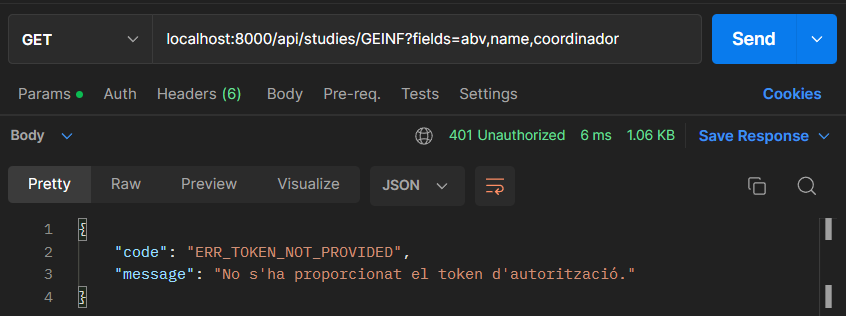 GET localhost:8000/api/studies/GEINF?fields=abv,name,coordinador Send
Params Auth Headers (6) Body Pre-req. Tests Settings Cookies
Body 401 Unauthorized 6 ms 1.06 KB Save Response
Pretty Raw Preview Visualize JSON
1 {
2 "code": "ERR_TOKEN_NOT_PROVIDED",
3 "message": "No s'ha proporcionat el token d'autorització."
4 }